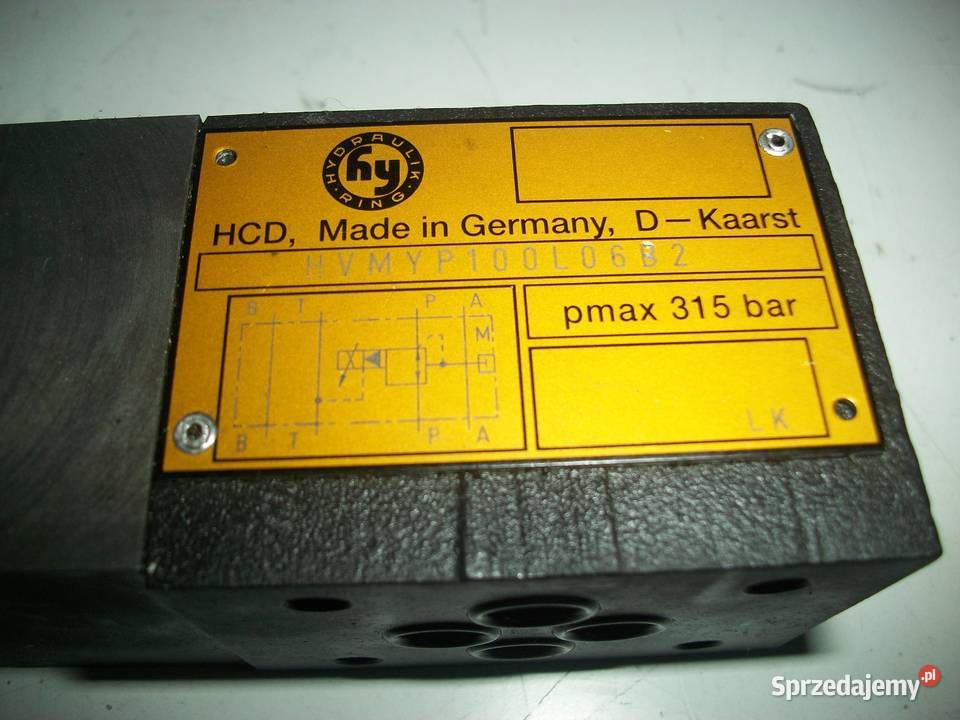 HYDRAULIK RING
hy
HCD, Made in Germany, D-Kaarst
HVMYP100L06B2
B T P A
M
B T P A
pmax 315 bar
LK
Sprzedajemy.pl